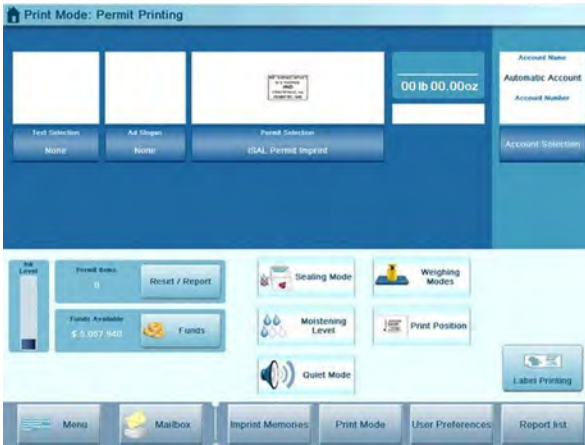 Print Mode: Permit Printing
Account Name
Automatic Account
Account Number
00 lb 00.00oz
Text Selection
None
Ad Slogan
None
Permit Selection
ISAL Permit Imprint
Account Selection
Ink
Level
Permit Items
0
Reset / Report
Funds Available
Funds
Sealing Mode
Weighing
Modes
Moistening
Level
Print Position
Quiet Mode
Label Printing
Menu
Mailbox
Imprint Memories
Print Mode
User Preferences
Report list